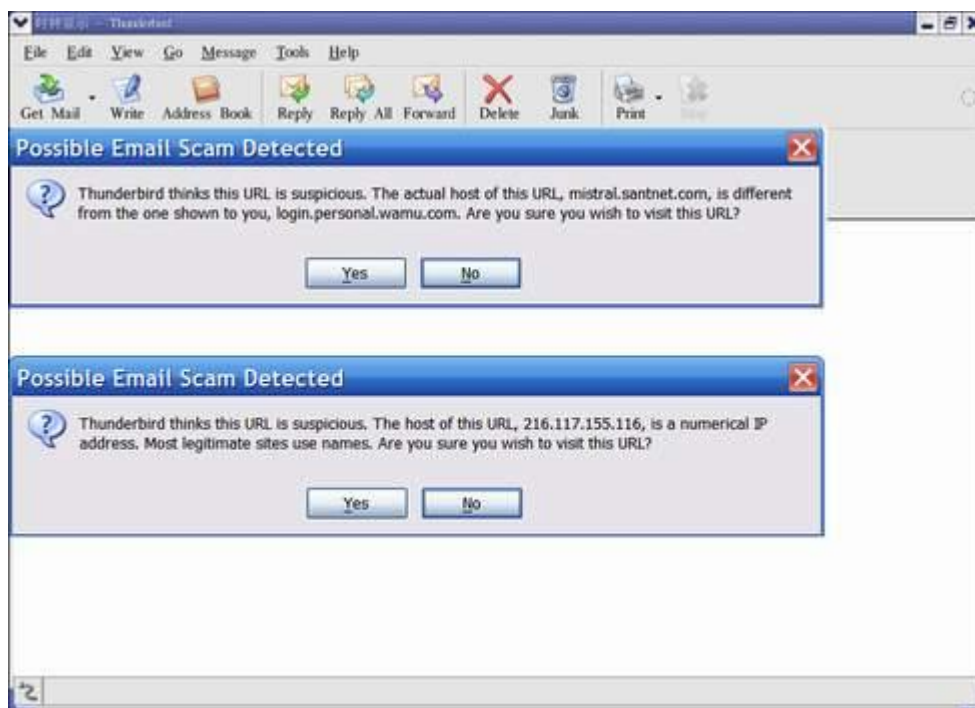 Thunderbird
File Edit View Go Message Tools Help
Get Mail Write Address Book Reply Reply All Forward Delete Junk Print
Possible Email Scam Detected
Thunderbird thinks this URL is suspicious. The actual host of this URL, mistral.santnet.com, is different
from the one shown to you, login.personal.wamu.com. Are you sure you wish to visit this URL?
Yes No
Possible Email Scam Detected
Thunderbird thinks this URL is suspicious. The host of this URL, 216.117.155.116, is a numerical IP
address. Most legitimate sites use names. Are you sure you wish to visit this URL?
Yes No